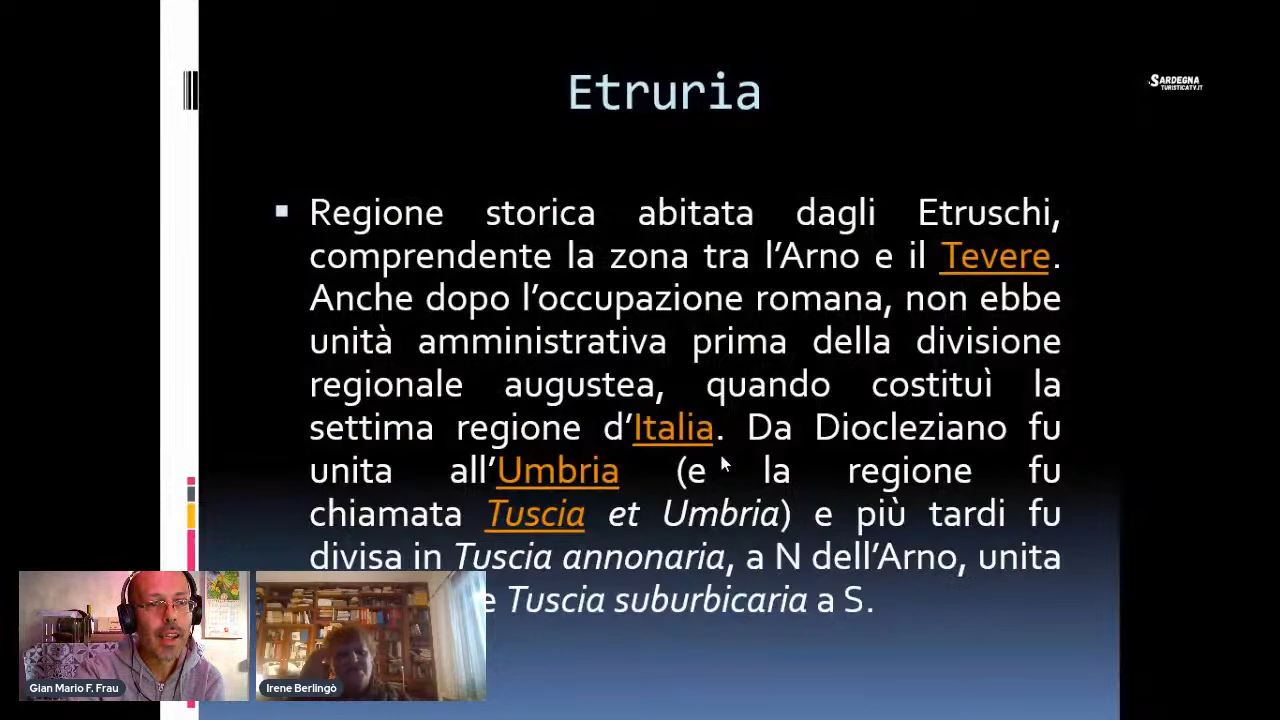 Etruria
SARDEGNA
TURISTICATV.IT
Regione storica abitata dagli Etruschi,
comprendente la zona tra l’Arno e il Tevere.
Anche dopo l’occupazione romana, non ebbe
unità amministrativa prima della divisione
regionale augustea, quando costituì la
settima regione d’Italia. Da Diocleziano fu
unita all’Umbria (e la regione fu
chiamata Tuscia et Umbria) e più tardi fu
divisa in Tuscia annonaria, a N dell’Arno, unita
e Tuscia suburbicaria a S.
Gian Mario F. Frau
Irene Berlingò